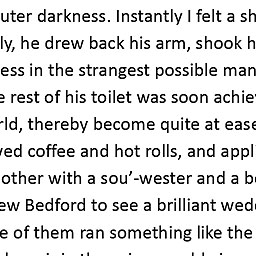 uter darkness. Instantly I felt a sh
ly, he drew back his arm, shook h
ess in the strangest possible man
e rest of his toilet was soon achie
rld, thereby become quite at ease
ved coffee and hot rolls, and appl
other with a sou’-wester and a be
ew Bedford to see a brilliant wed
e of them ran something like the